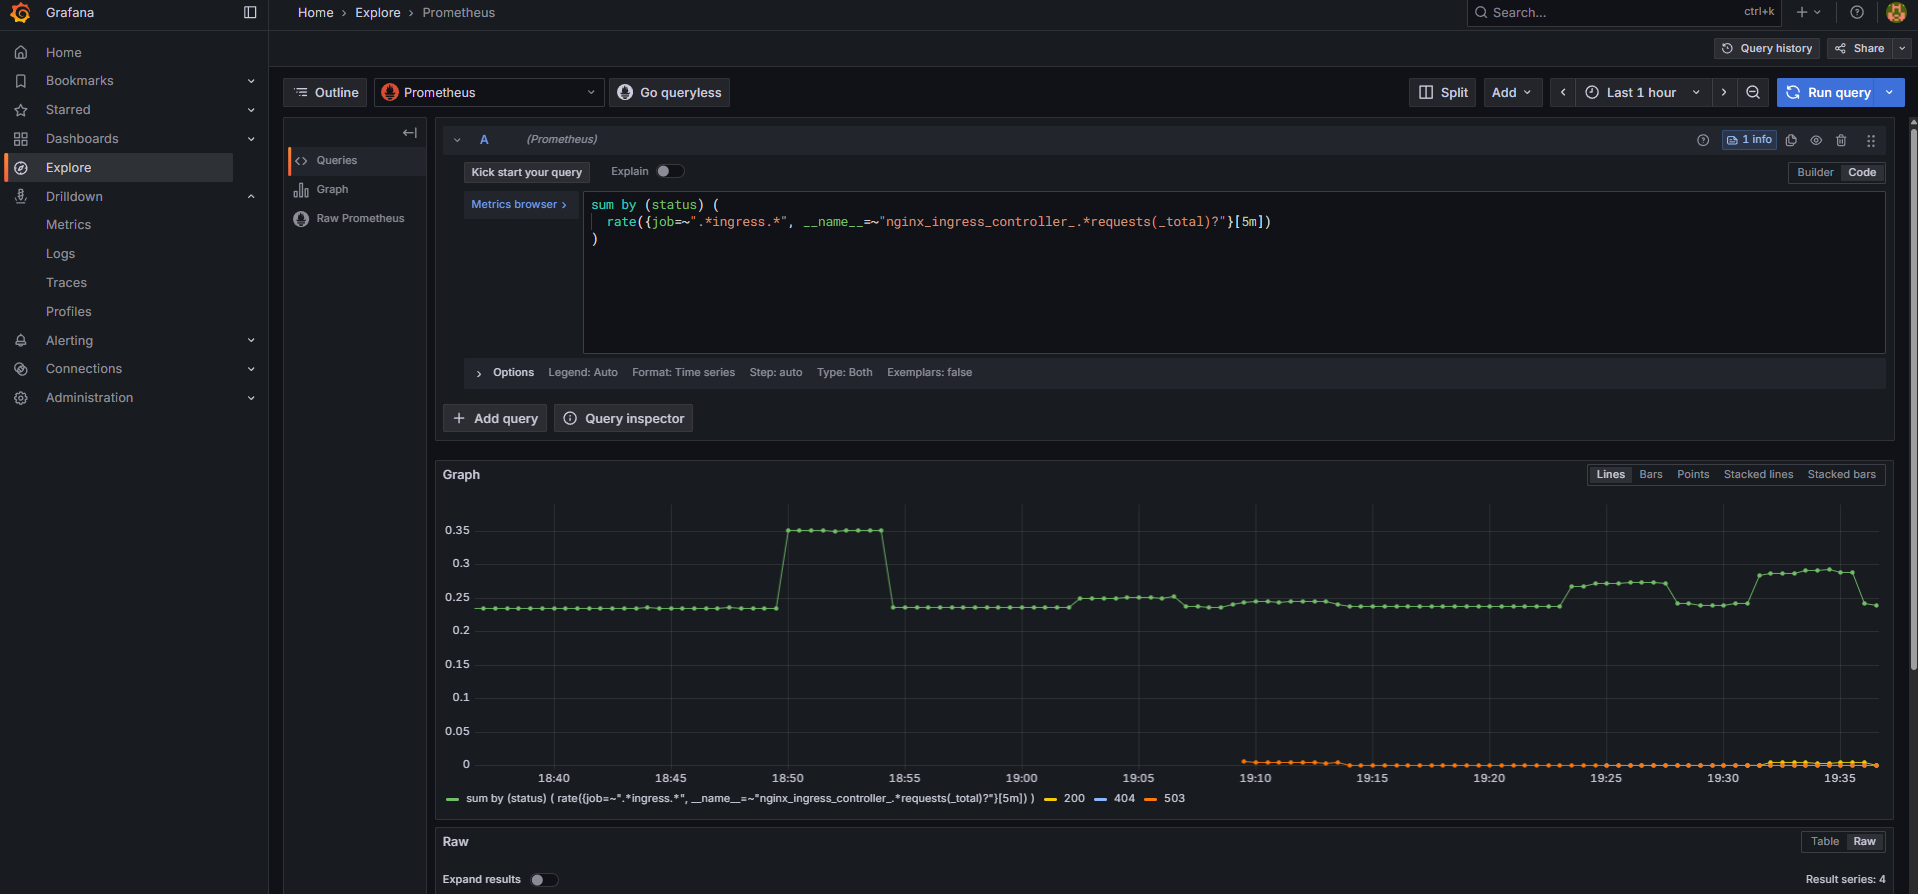 Grafana
Home › Explore › Prometheus
Search...
ctrl+k
Home
Bookmarks
Starred
Dashboards
Explore
Drilldown
Metrics
Logs
Traces
Profiles
Alerting
Connections
Administration
Query history
Share
Outline
Prometheus
Go queryless
Split
Add
Last 1 hour
Run query
Queries
Graph
Raw Prometheus
A
(Prometheus)
1 info
Kick start your query
Explain
Builder
Code
Metrics browser ›
sum by (status) (
rate({job=~".*ingress.*", __name__=~"nginx_ingress_controller_.*requests(_total)?"}[5m])
)
Options
Legend: Auto
Format: Time series
Step: auto
Type: Both
Exemplars: false
+ Add query
Query inspector
Graph
Lines
Bars
Points
Stacked lines
Stacked bars
0.35
0.3
0.25
0.2
0.15
0.1
0.05
0
18:40
18:45
18:50
18:55
19:00
19:05
19:10
19:15
19:20
19:25
19:30
19:35
sum by (status) ( rate({job=~".*ingress.*", __name__=~"nginx_ingress_controller_.*requests(_total)?"}[5m]) )
200
404
503
Raw
Table
Raw
Expand results
Result series: 4